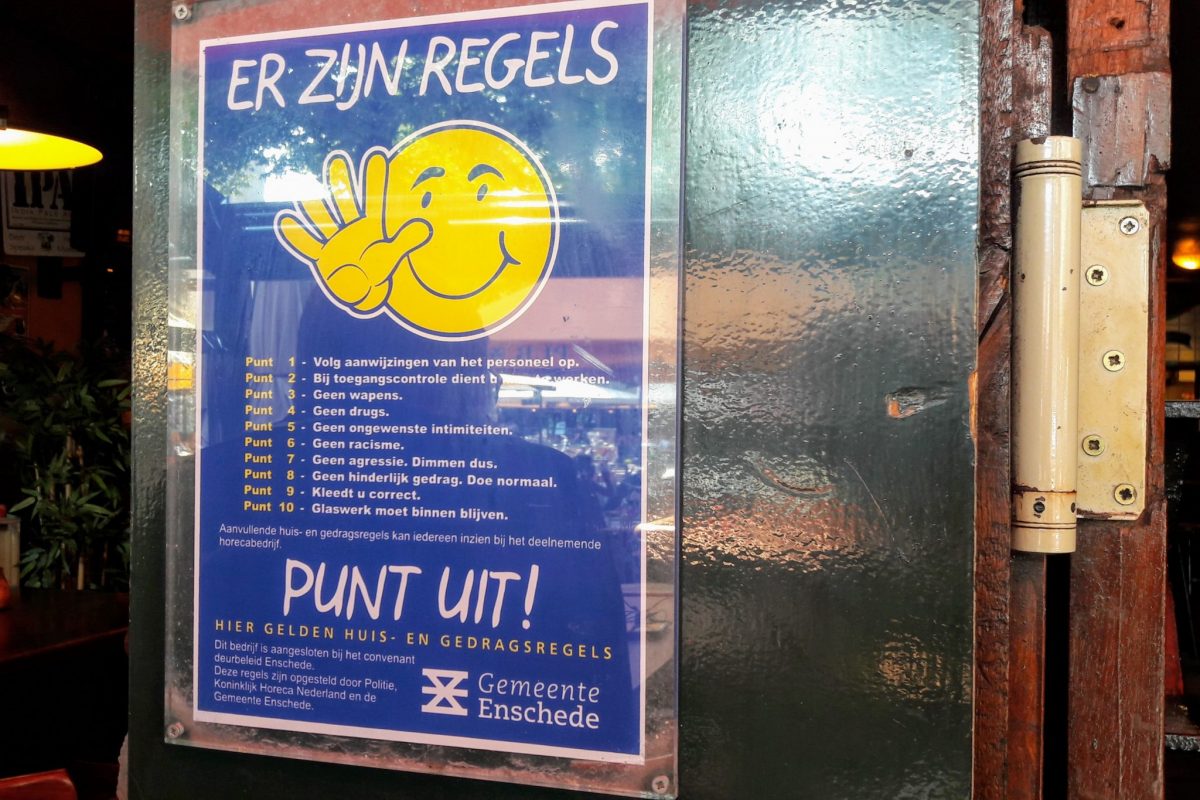 ER ZIJN REGELS
Punt 1 - Volg aanwijzingen van het personeel op.
Punt 2 - Bij toegangscontrole dient u werken.
Punt 3 - Geen wapens.
Punt 4 - Geen drugs.
Punt 5 - Geen ongewenste intimiteiten.
Punt 6 - Geen racisme.
Punt 7 - Geen agressie. Dimmen dus.
Punt 8 - Geen hinderlijk gedrag. Doe normaal.
Punt 9 - Kleedt u correct.
Punt 10 - Glaswerk moet binnen blijven.
Aanvullende huis- en gedragsregels kan iedereen inzien bij het deelnemende
horecabedrijf.
PUNT UIT!
HIER GELDEN HUIS- EN GEDRAGSREGELS
Dit bedrijf is aangesloten bij het convenant
deurbeleid Enschede.
Deze regels zijn opgesteld door Politie,
Koninklijk Horeca Nederland en de
Gemeente Enschede.
Gemeente
Enschede
IPA
INDIA PALE